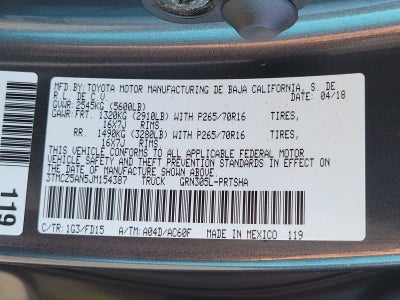 MFD.BY:TOYOTA MOTOR MANUFACTURING DE BAJA CALIFORNIA, S. DE
R.L. DE C.V. DATE: 04/18
GVWR: 2545KG (5600LB)
GAWR:FRT. 1320KG (2910LB) WITH P265/70R16 TIRES,
16X7J RIMS,
RR. 1490KG (3280LB) WITH P265/70R16 TIRES,
16X7J RIMS,
THIS VEHICLE CONFORMS TO ALL APPLICABLE FEDERAL MOTOR
VEHICLE SAFETY AND THEFT PREVENTION STANDARDS IN EFFECT ON
THE DATE OF MANUFACTURE SHOWN ABOVE.
3TMCZ5AN5JM154387 TRUCK GRN305L-PRTSHA
C/TR: 1G3/FD15 TM: A04D/AC60F MADE IN MEXICO 119
119